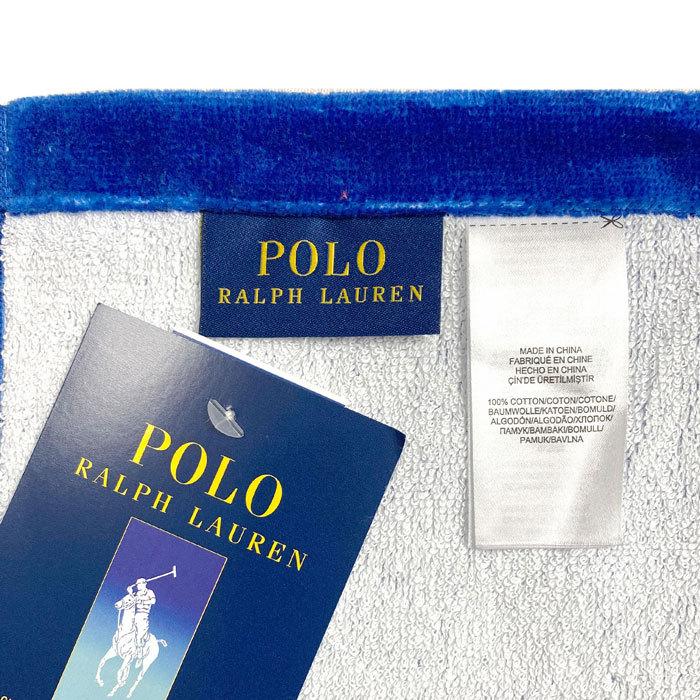 POLO
RALPH LAUREN
MADE IN CHINA
FABRIQUÉ EN CHINE
HECHO EN CHINA
ÇİN'DE ÜRETİLMİŞTİR
100% COTTON/COTON/COTONE/
BAUMWOLLE/KATOEN/BOMULD/
ALGODÓN/ALGODÃO/ХЛОПОК/
ПАМУК/BAMBAKI/BOMULL/
PAMUK/BAVLNA
POLO
RALPH LAUREN